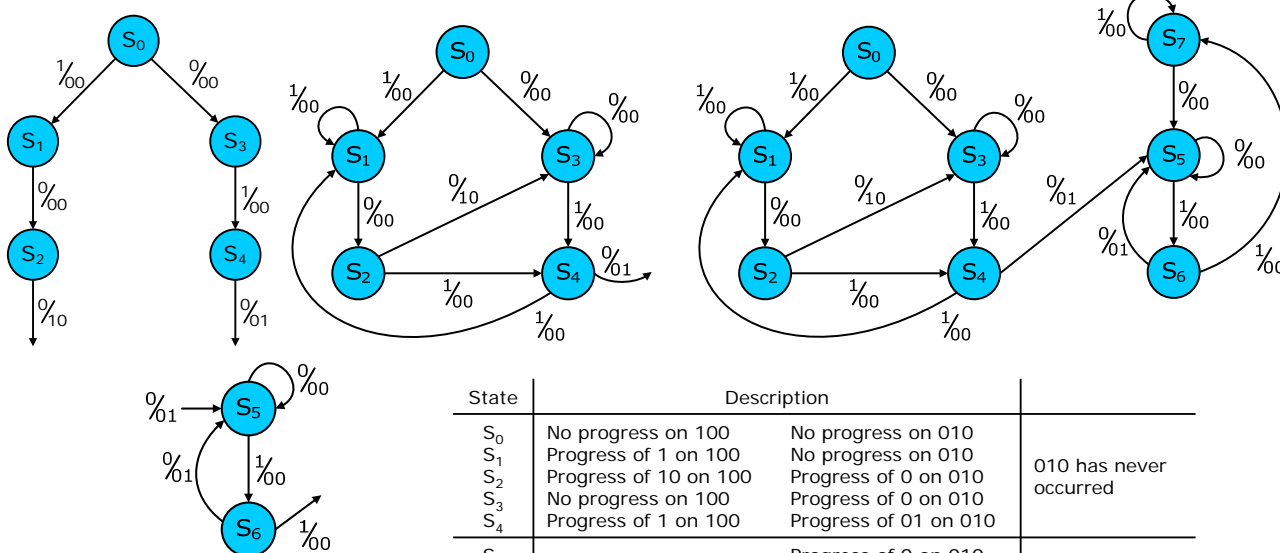 S0
1/00
0/00
S1
S3
0/00
1/00
S2
S4
0/10
0/01
S0
1/00
0/00
1/00
0/00
S1
S3
0/10
0/00
1/00
S2
S4
0/01
1/00
1/00
S0
1/00
0/00
1/00
0/00
S1
S3
0/10
0/01
0/00
1/00
S2
S4
1/00
1/00
1/00
S7
0/00
S5
0/00
1/00
0/01
S6
1/00
0/00
0/01
S5
0/01
1/00
S6
1/00
State Description
S0 No progress on 100 No progress on 010
S1 Progress of 1 on 100 No progress on 010
S2 Progress of 10 on 100 Progress of 0 on 010
S3 No progress on 100 Progress of 0 on 010
S4 Progress of 1 on 100 Progress of 01 on 010
010 has never
occurred
Progress of 0 on 010